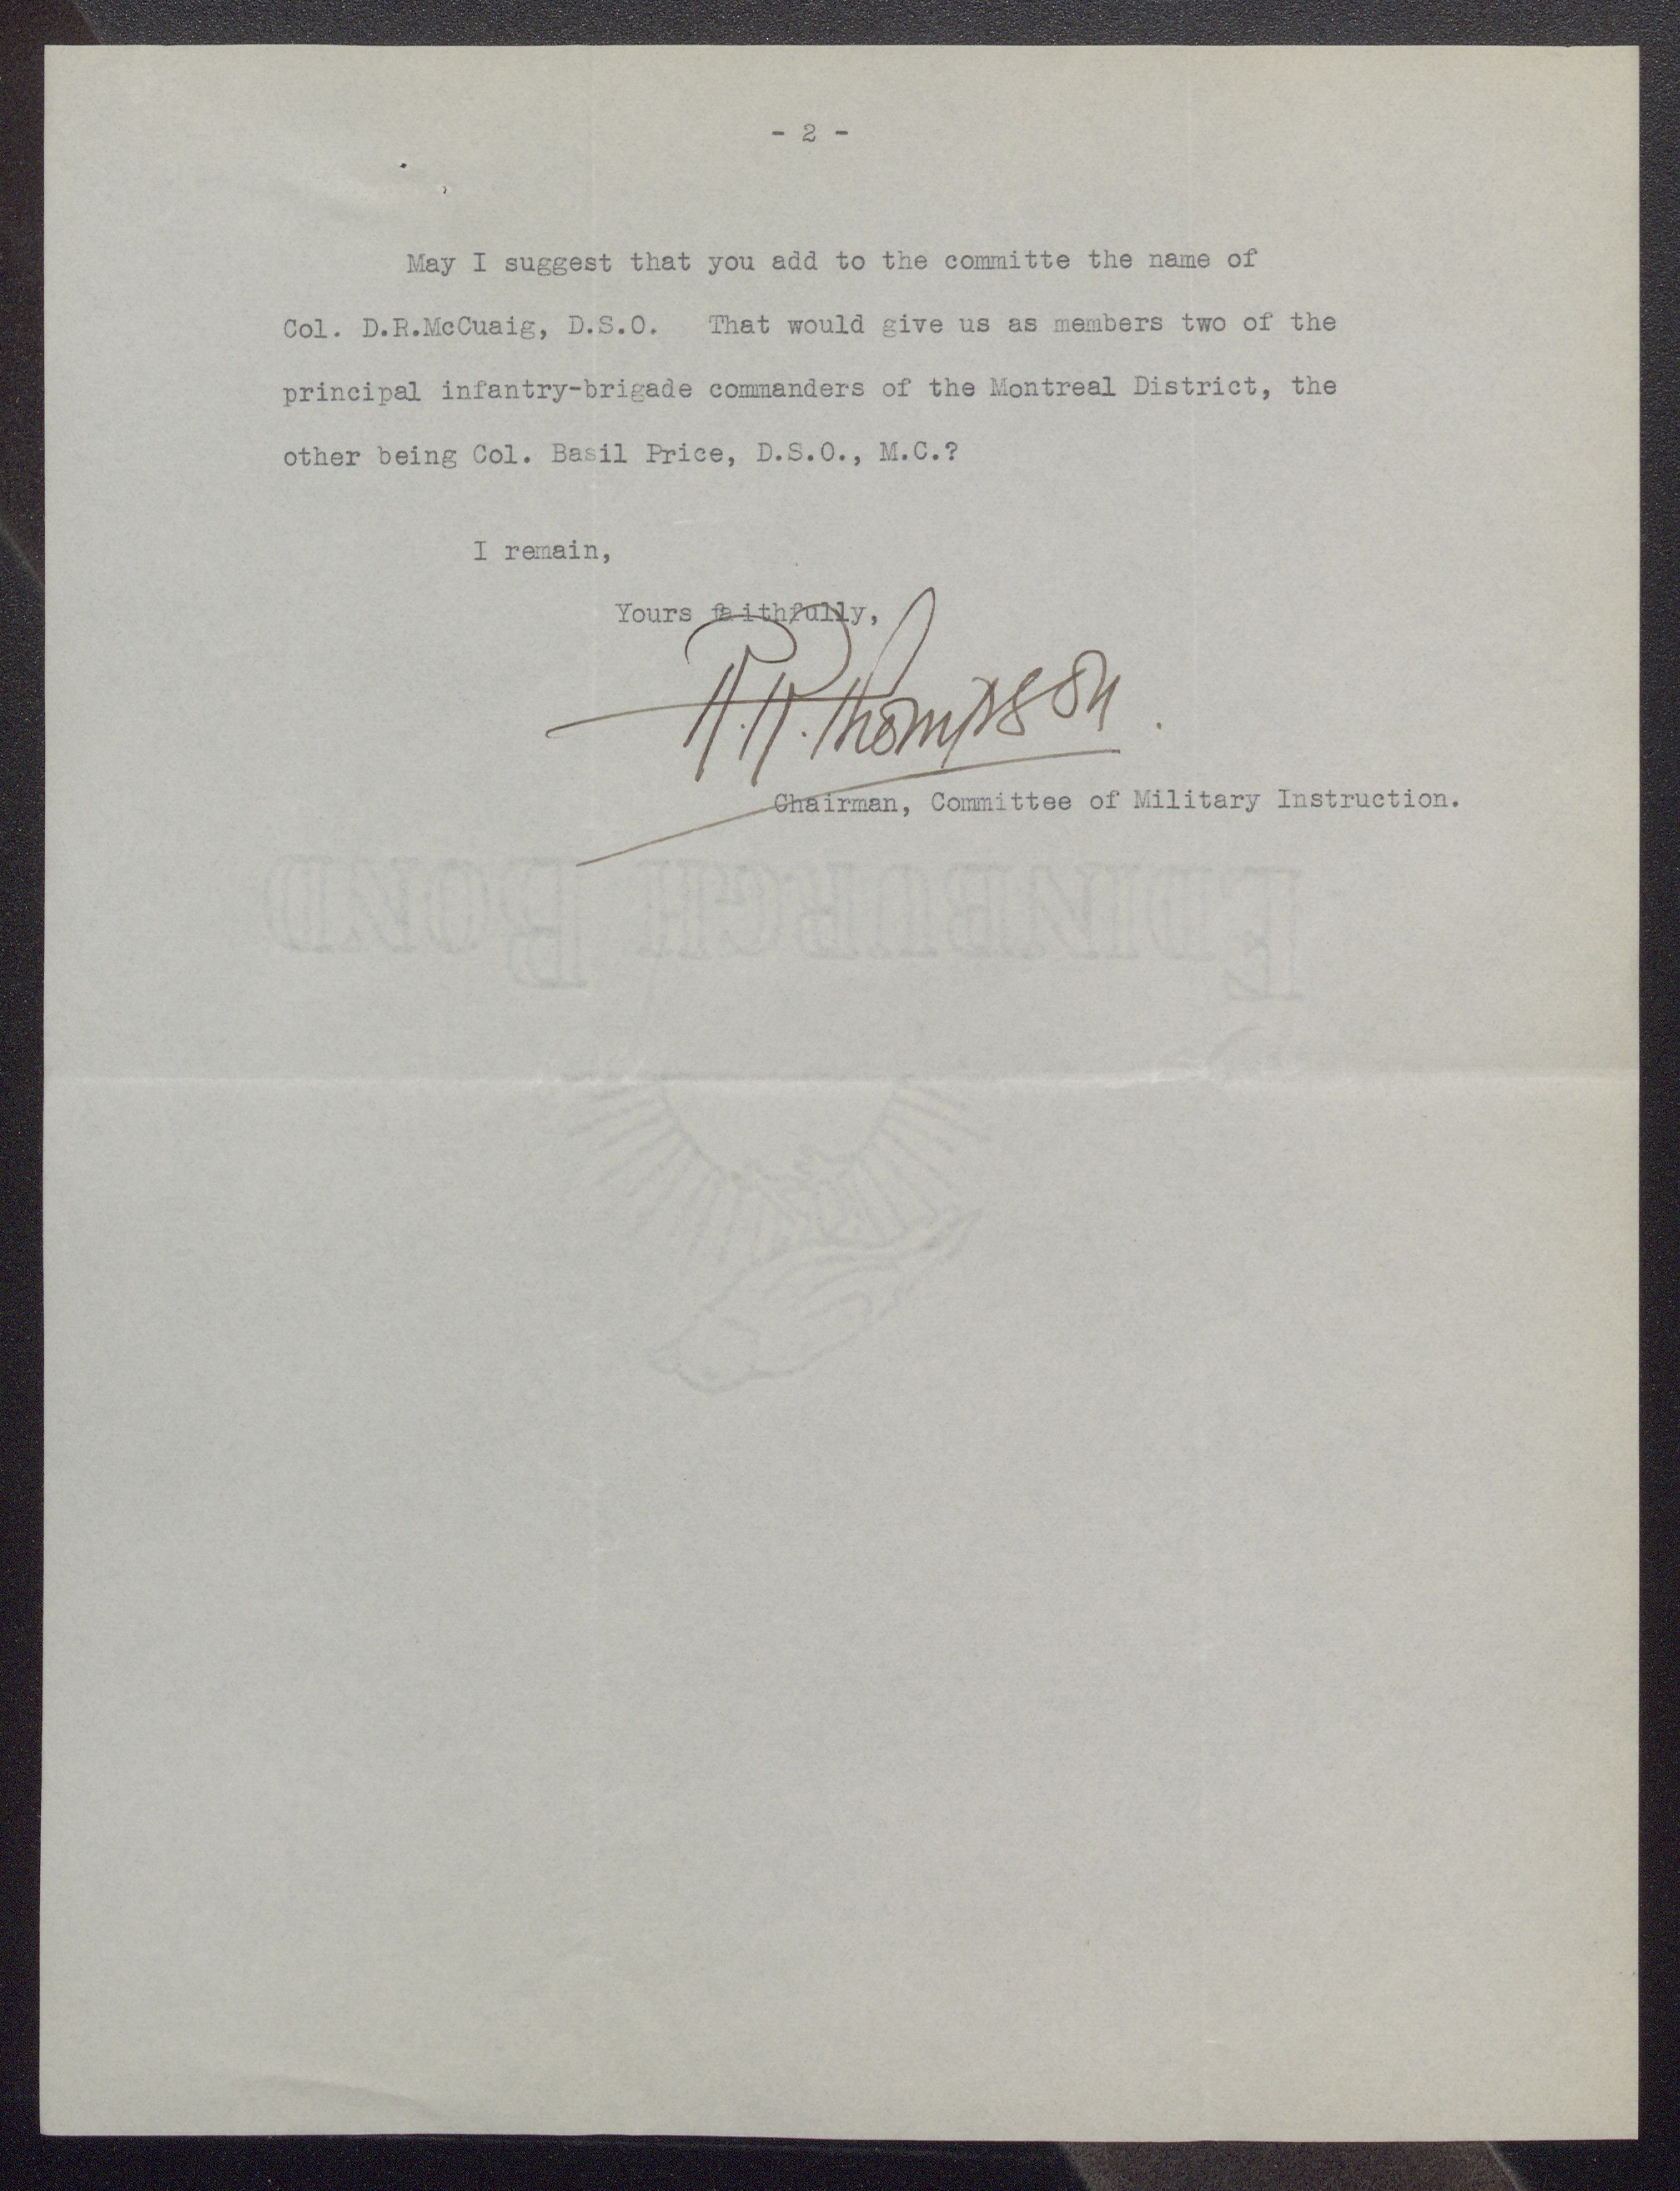 - 2 -
May I suggest that you add to the committe the name of
Col. D.R.McCuaig, D.S.O. That would give us as members two of the
principal infantry-brigade commanders of the Montreal District, the
other being Col. Basil Price, D.S.O., M.C.?
I remain,
Yours faithfully,
R.R. Thompson.
Chairman, Committee of Military Instruction.
EDINBURGH BOND